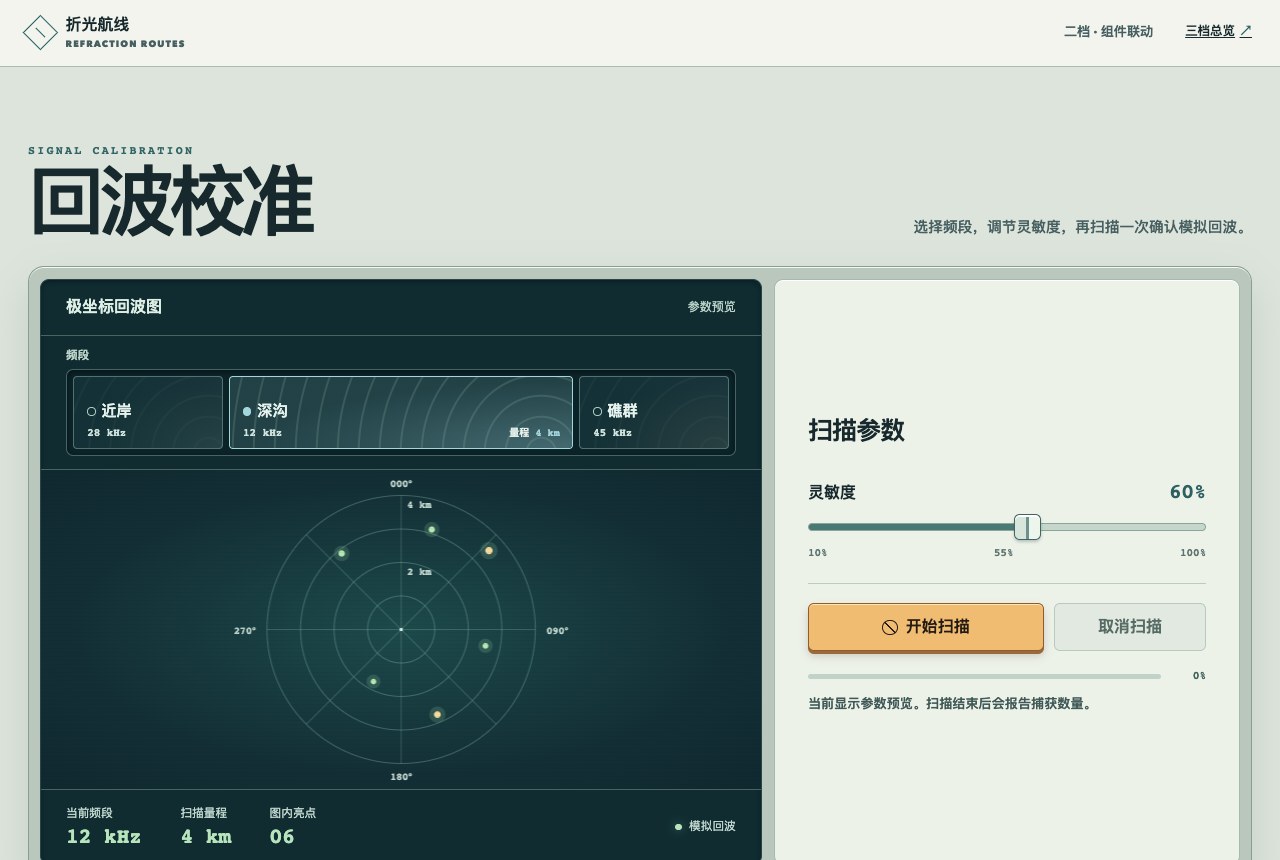 折光航线
REFRACTION ROUTES
二档 · 组件联动
三档总览 ↗
SIGNAL CALIBRATION
回波校准
选择频段，调节灵敏度，再扫描一次确认模拟回波。
极坐标回波图
参数预览
频段
近岸
28 kHz
深沟
12 kHz
量程 4 km
礁群
45 kHz
000°
4 km
2 km
270°
090°
180°
当前频段
12 kHz
扫描量程
4 km
图内亮点
06
模拟回波
扫描参数
灵敏度
60%
10%
55%
100%
开始扫描
取消扫描
0%
当前显示参数预览。扫描结束后会报告捕获数量。